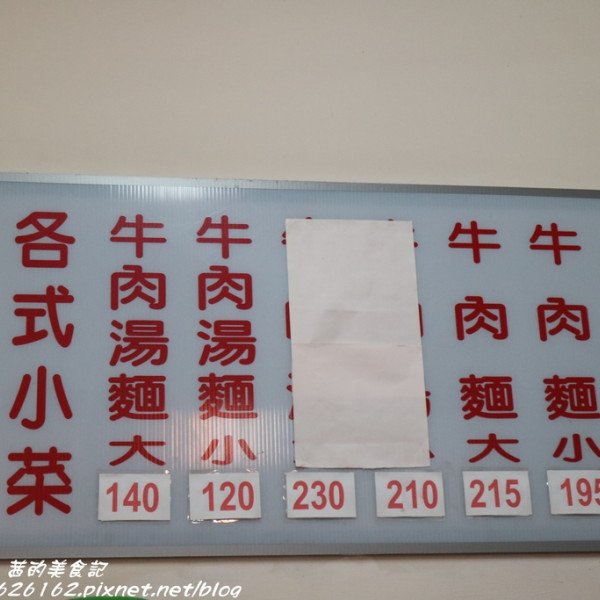 各式小菜
牛肉湯麵大
140
牛肉湯麵小
120
230
210
牛肉麵大
215
牛肉麵小
195
茜的美食記
626162.pixnet.net/blog